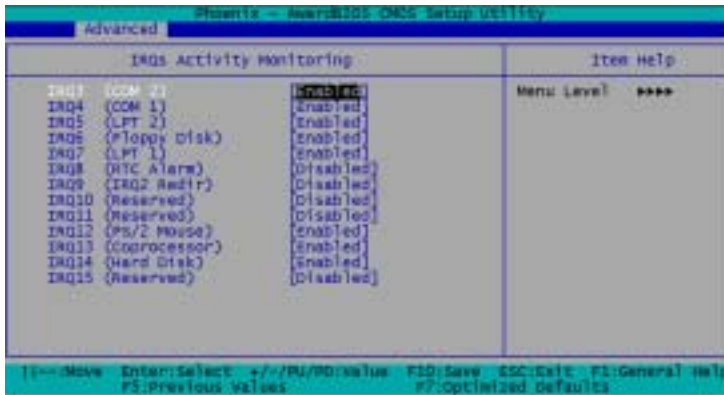 Phoenix - AwardBIOS CMOS Setup Utility
Advanced
IRQs Activity Monitoring
Item Help
IRQ3 (COM 2) [Enabled]
IRQ4 (COM 1) [Enabled]
IRQ5 (LPT 2) [Enabled]
IRQ6 (Floppy Disk) [Enabled]
IRQ7 (LPT 1) [Enabled]
IRQ8 (RTC Alarm) [Disabled]
IRQ9 (IRQ2 Redir) [Disabled]
IRQ10 (Reserved) [Disabled]
IRQ11 (Reserved) [Disabled]
IRQ12 (PS/2 Mouse) [Enabled]
IRQ13 (Coprocessor) [Enabled]
IRQ14 (Hard Disk) [Enabled]
IRQ15 (Reserved) [Disabled]
Menu Level ▸▸▸▸
:Move Enter:Select +/-/PU/PD:Value F10:Save ESC:Exit F1:General Help
F5:Previous Values F7:Optimized Defaults